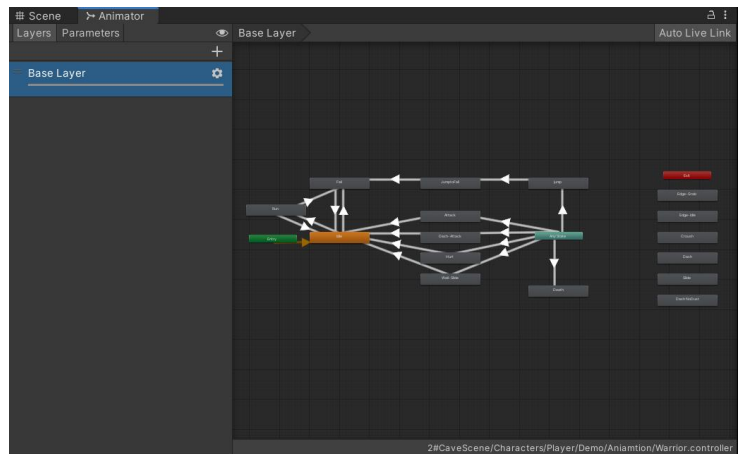 Scene Animator
Layers Parameters Base Layer Auto Live Link
Base Layer
Fall JumpToFall Jump Exit
Edge-Grab
Run Attack Edge-Idle
Entry Idle Dash-Attack Any State Crouch
Hurt Dash
Wall-Slide Slide
Death
2#CaveScene/Characters/Player/Demo/Aniamtion/Warrior.controller